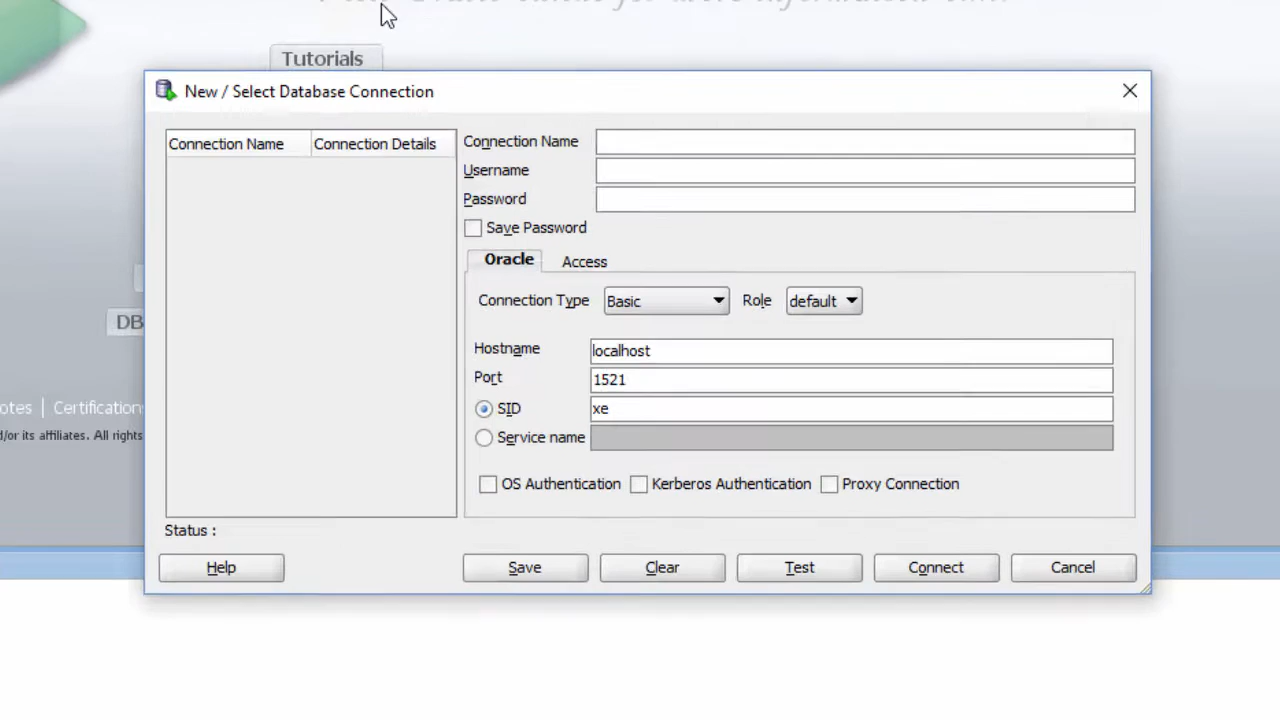 Tutorials
New / Select Database Connection
Connection Name Connection Details
Connection Name
Username
Password
Save Password
Oracle Access
Connection Type Basic Role default
Hostname localhost
Port 1521
SID xe
Service name
OS Authentication Kerberos Authentication Proxy Connection
DB
otes | Certification
d/or its affiliates. All rights
Status :
Help Save Clear Test Connect Cancel